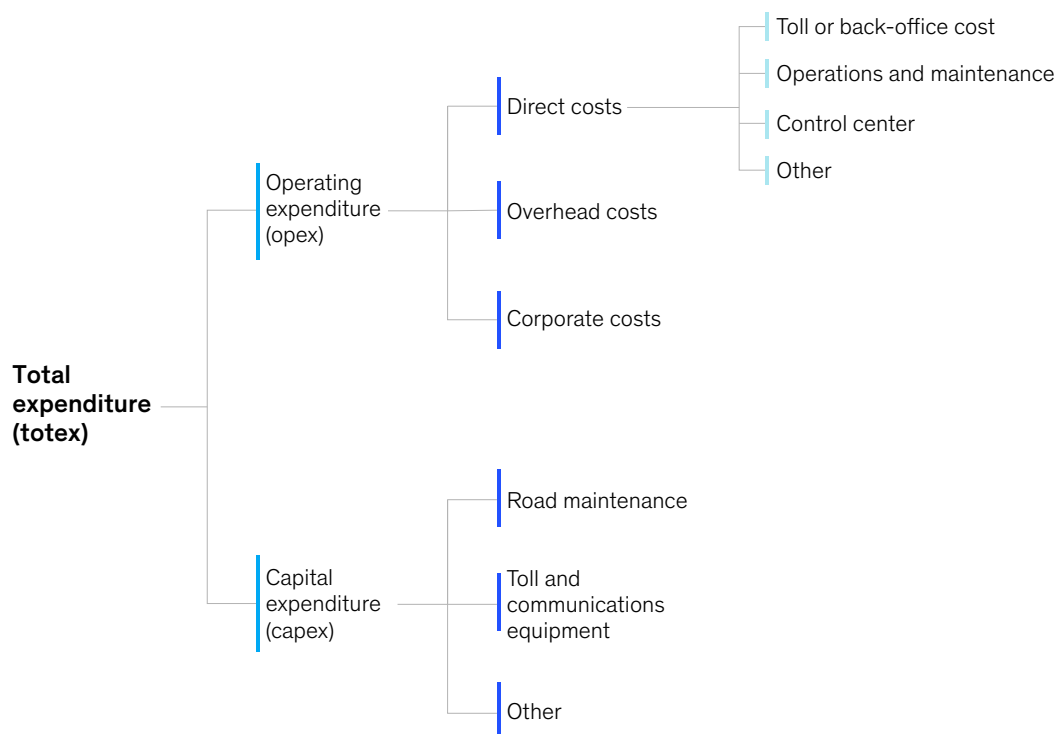 Total
expenditure
(totex)
Operating
expenditure
(opex)
Direct costs
Toll or back-office cost
Operations and maintenance
Control center
Other
Overhead costs
Corporate costs
Capital
expenditure
(capex)
Road maintenance
Toll and
communications
equipment
Other